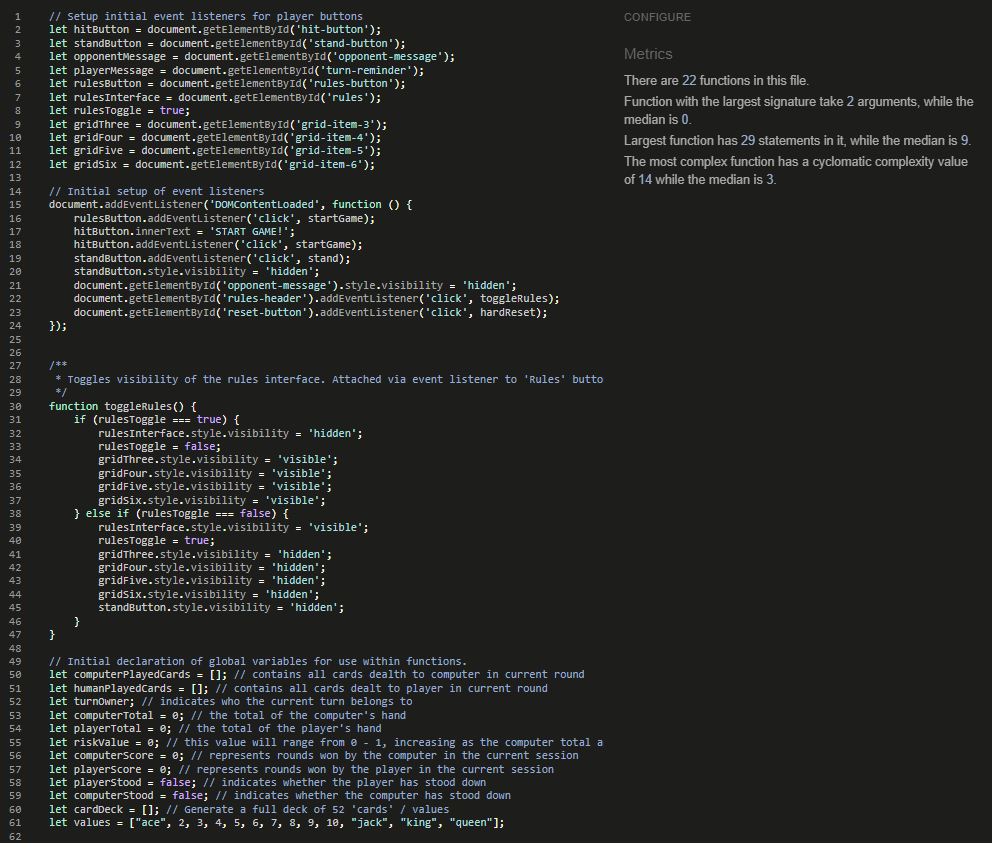 1 // Setup initial event listeners for player buttons
2 let hitButton = document.getElementById('hit-button');
3 let standButton = document.getElementById('stand-button');
4 let opponentMessage = document.getElementById('opponent-message');
5 let playerMessage = document.getElementById('turn-reminder');
6 let rulesButton = document.getElementById('rules-button');
7 let rulesInterface = document.getElementById('rules');
8 let rulesToggle = true;
9 let gridThree = document.getElementById('grid-item-3');
10 let gridFour = document.getElementById('grid-item-4');
11 let gridFive = document.getElementById('grid-item-5');
12 let gridSix = document.getElementById('grid-item-6');
13
14 // Initial setup of event listeners
15 document.addEventListener('DOMContentLoaded', function () {
16     rulesButton.addEventListener('click', startGame);
17     hitButton.innerText = 'START GAME!';
18     hitButton.addEventListener('click', startGame);
19     standButton.addEventListener('click', stand);
20     standButton.style.visibility = 'hidden';
21     document.getElementById('opponent-message').style.visibility = 'hidden';
22     document.getElementById('rules-header').addEventListener('click', toggleRules);
23     document.getElementById('reset-button').addEventListener('click', hardReset);
24 });
25
26
27 /**
28  * Toggles visibility of the rules interface. Attached via event listener to 'Rules' butto
29  */
30 function toggleRules() {
31     if (rulesToggle === true) {
32         rulesInterface.style.visibility = 'hidden';
33         rulesToggle = false;
34         gridThree.style.visibility = 'visible';
35         gridFour.style.visibility = 'visible';
36         gridFive.style.visibility = 'visible';
37         gridSix.style.visibility = 'visible';
38     } else if (rulesToggle === false) {
39         rulesInterface.style.visibility = 'visible';
40         rulesToggle = true;
41         gridThree.style.visibility = 'hidden';
42         gridFour.style.visibility = 'hidden';
43         gridFive.style.visibility = 'hidden';
44         gridSix.style.visibility = 'hidden';
45         standButton.style.visibility = 'hidden';
46     }
47 }
48
49 // Initial declaration of global variables for use within functions.
50 let computerPlayedCards = []; // contains all cards dealth to computer in current round
51 let humanPlayedCards = []; // contains all cards dealt to player in current round
52 let turnOwner; // indicates who the current turn belongs to
53 let computerTotal = 0; // the total of the computer's hand
54 let playerTotal = 0; // the total of the player's hand
55 let riskValue = 0; // this value will range from 0 - 1, increasing as the computer total a
56 let computerScore = 0; // represents rounds won by the computer in the current session
57 let playerScore = 0; // represents rounds won by the player in the current session
58 let playerStood = false; // indicates whether the player has stood down
59 let computerStood = false; // indicates whether the computer has stood down
60 let cardDeck = []; // Generate a full deck of 52 'cards' / values
61 let values = ["ace", 2, 3, 4, 5, 6, 7, 8, 9, 10, "jack", "king", "queen"];
62
CONFIGURE
Metrics
There are 22 functions in this file.
Function with the largest signature take 2 arguments, while the
median is 0.
Largest function has 29 statements in it, while the median is 9.
The most complex function has a cyclomatic complexity value
of 14 while the median is 3.